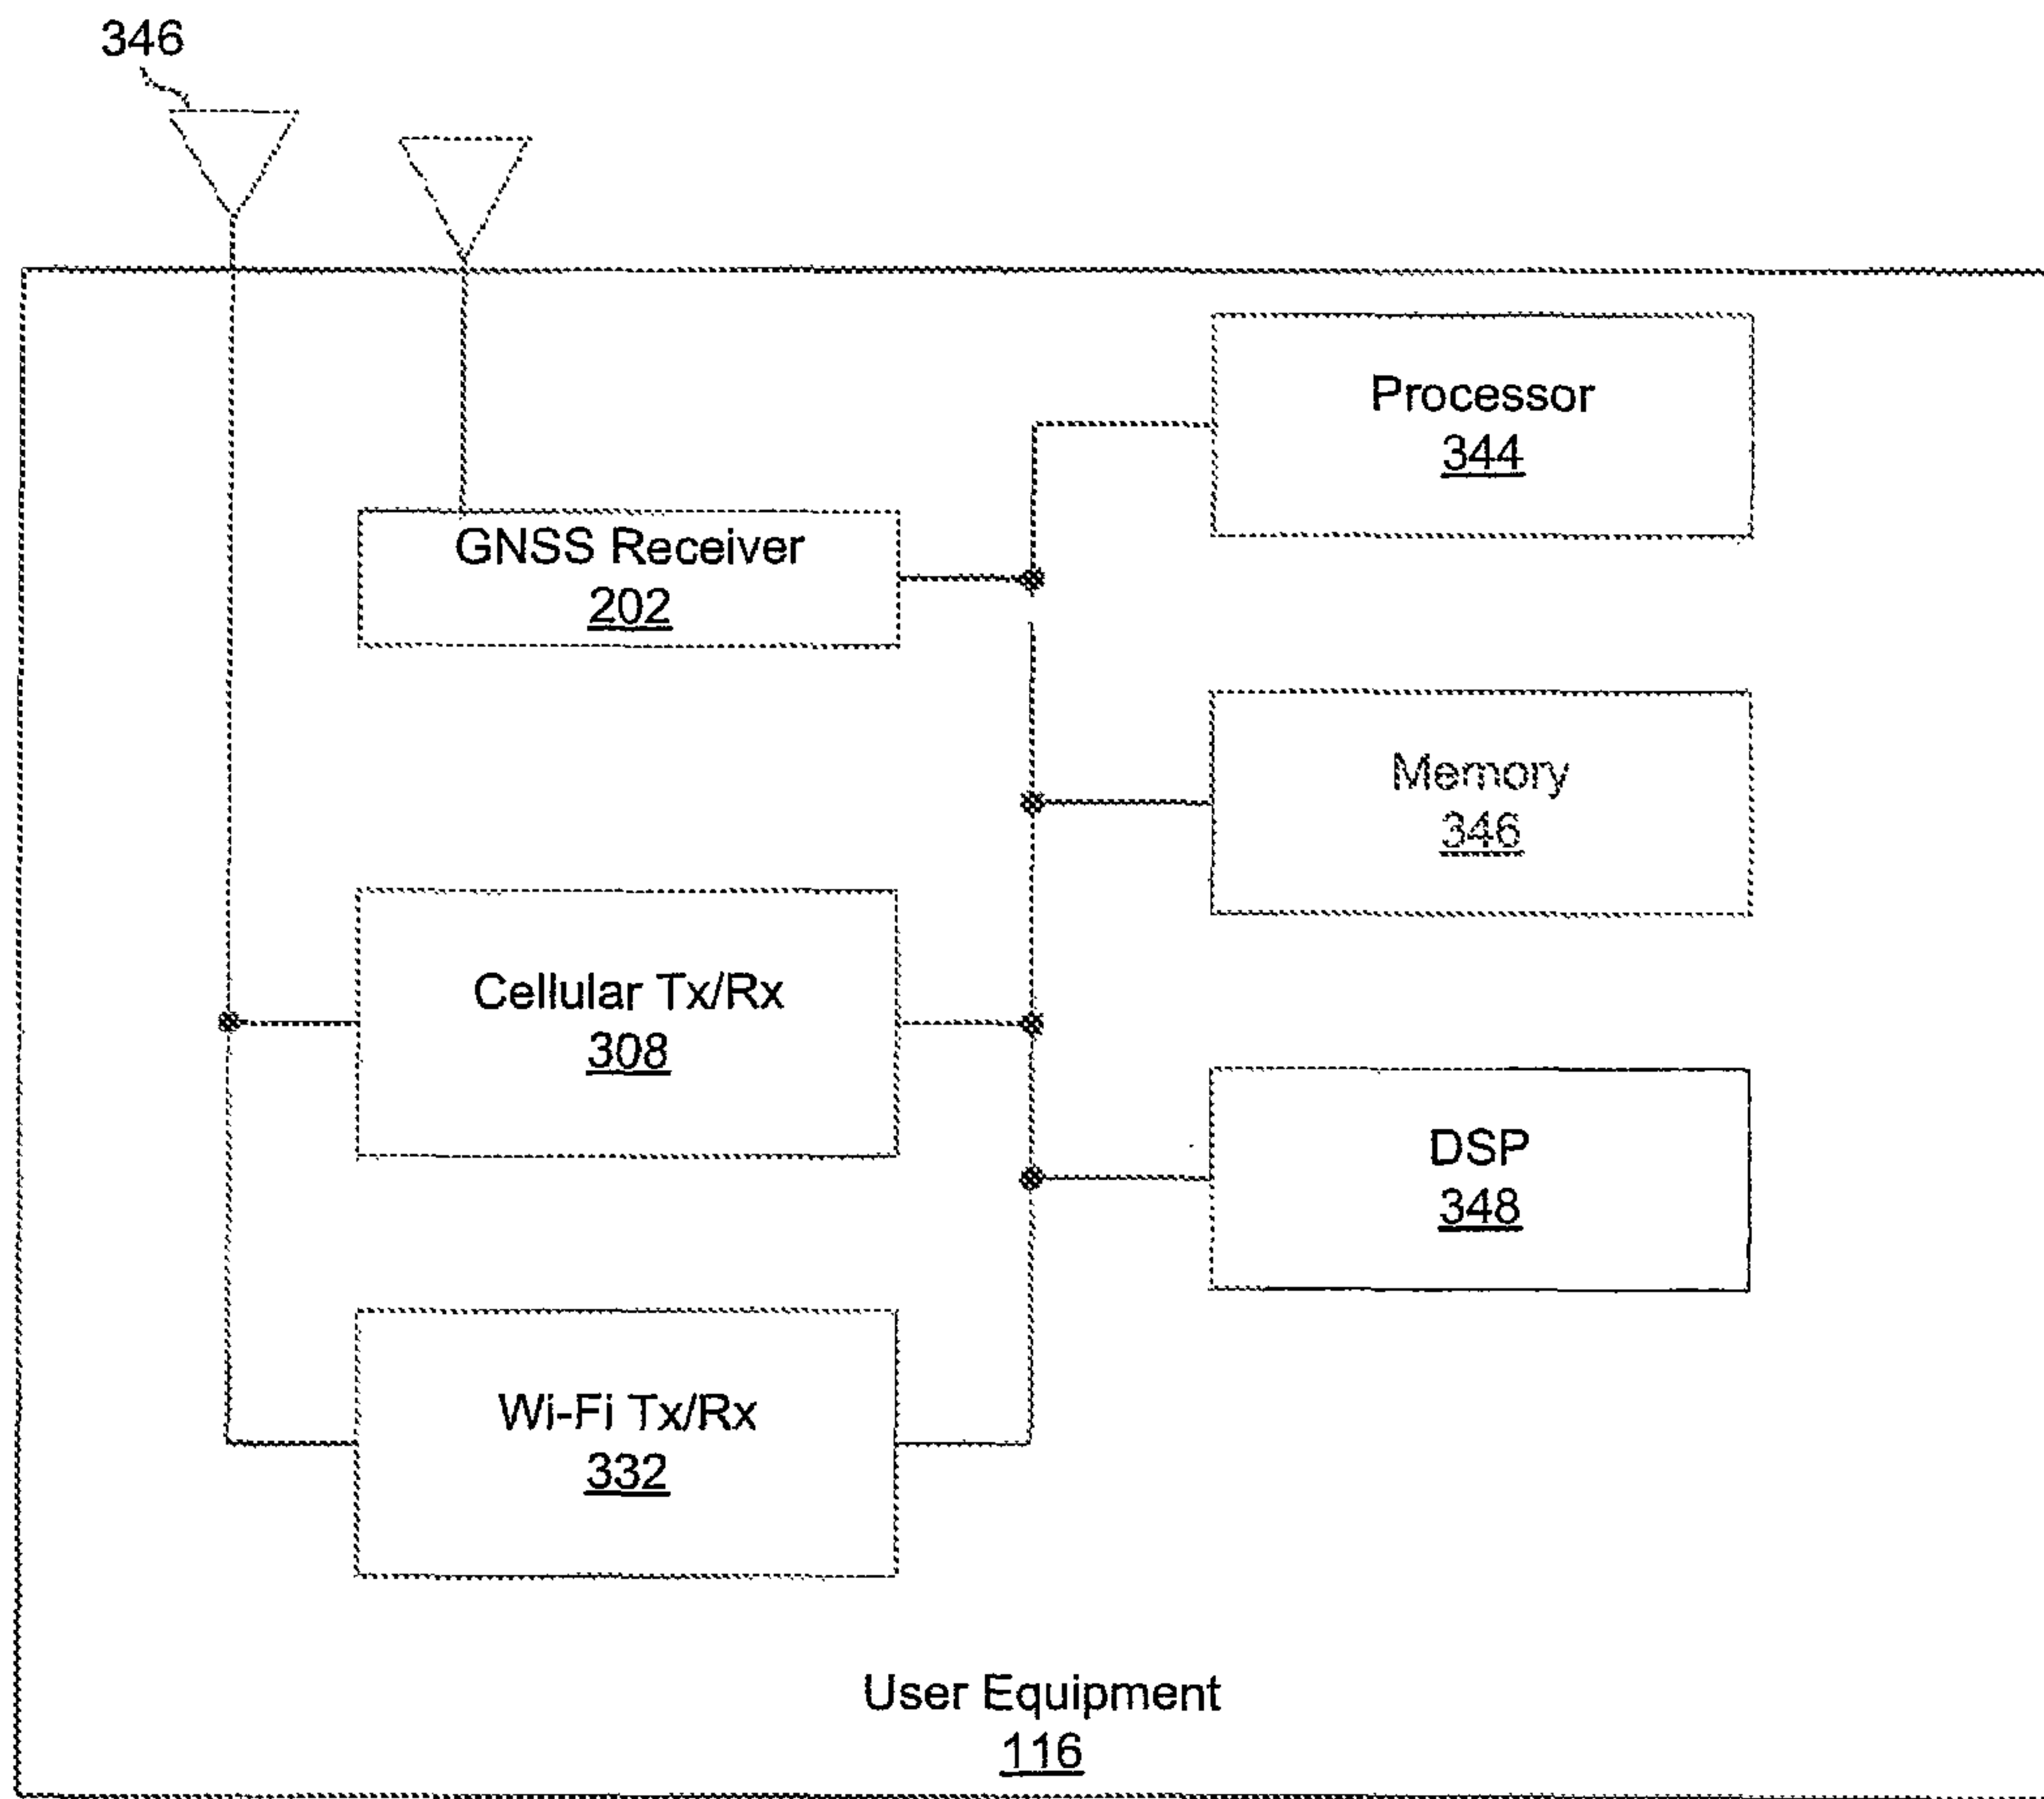 346
Processor
344
GNSS Receiver
202
Memory
346
Cellular Tx/Rx
308
DSP
348
Wi-Fi Tx/Rx
332
User Equipment
116